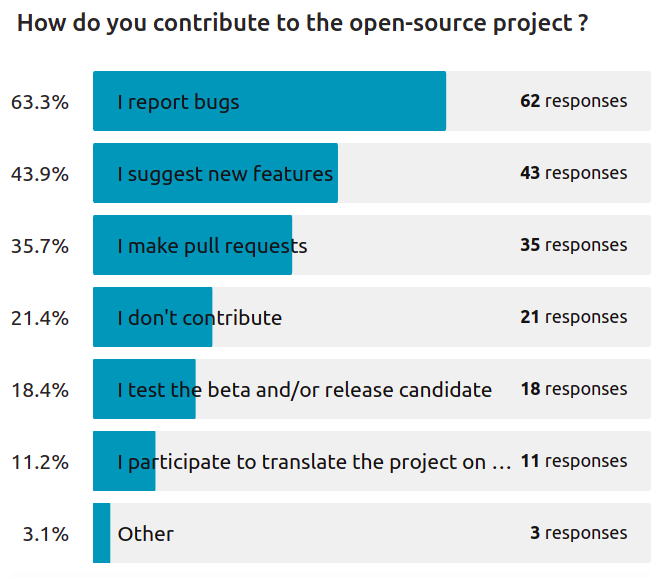 How do you contribute to the open-source project ?
63.3% I report bugs 62 responses
43.9% I suggest new features 43 responses
35.7% I make pull requests 35 responses
21.4% I don't contribute 21 responses
18.4% I test the beta and/or release candidate 18 responses
11.2% I participate to translate the project on … 11 responses
3.1% Other 3 responses